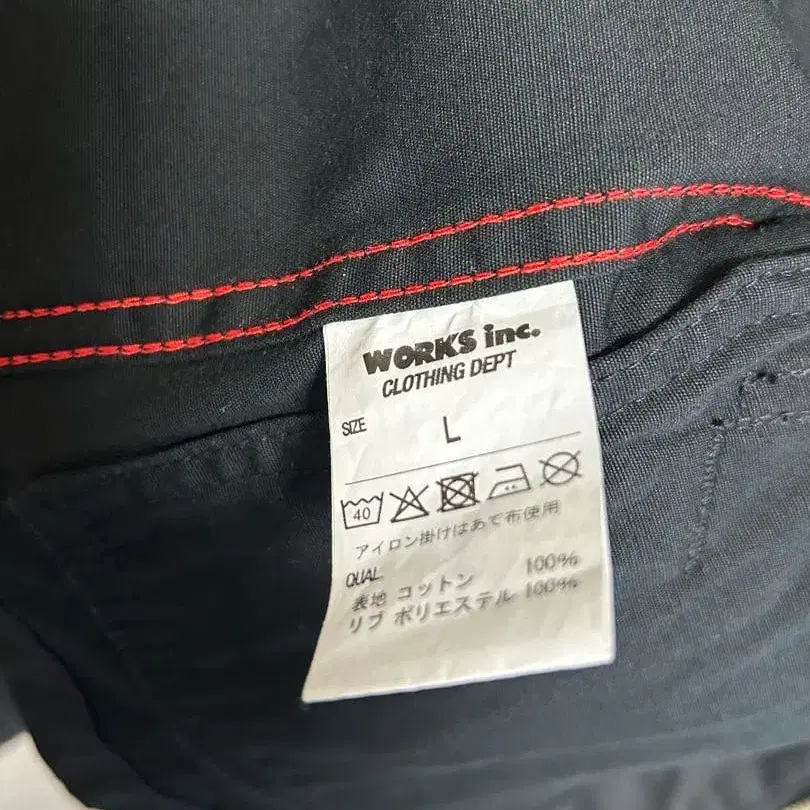 WORKS inc.
CLOTHING DEPT
SIZE L
40
アイロン掛けはあて布使用
QUAL.
表地 コットン 100%
リブ ポリエステル 100%